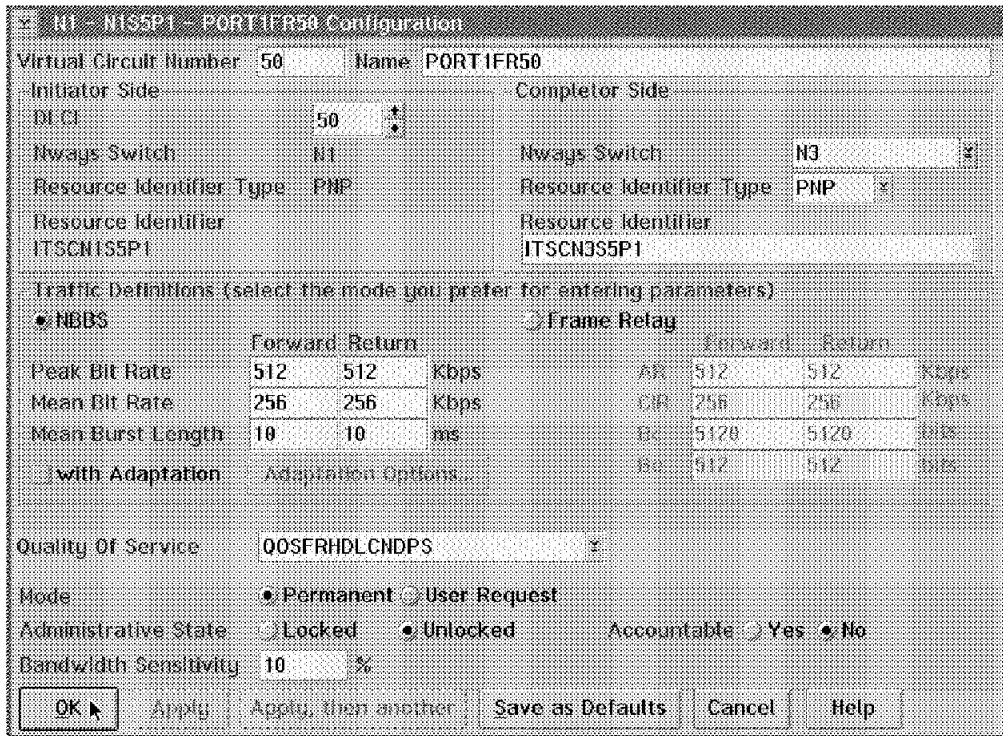 N1 - N1S5P1 - PORT1FR50 Configuration
Virtual Circuit Number 50 Name PORT1FR50
Initiator Side Completor Side
DLCI 50
Nways Switch N1 Nways Switch N3
Resource Identifier Type PNP Resource Identifier Type PNP
Resource Identifier Resource Identifier
ITSCN1S5P1 ITSCN3S5P1
Traffic Definitions (select the mode you prefer for entering parameters)
NBBS Frame Relay
Forward Return Forward Return
Peak Bit Rate 512 512 Kbps AR 512 512 Kbps
Mean Bit Rate 256 256 Kbps CIR 256 256 Kbps
Mean Burst Length 10 10 ms Bc 5120 5120 bits
with Adaptation Adaptation Options... Be 512 512 bits
Quality Of Service QOSFRHDLCNDPS
Mode Permanent User Request
Administrative State Locked Unlocked Accountable Yes No
Bandwidth Sensitivity 10 %
OK Apply Apply, then another Save as Defaults Cancel Help